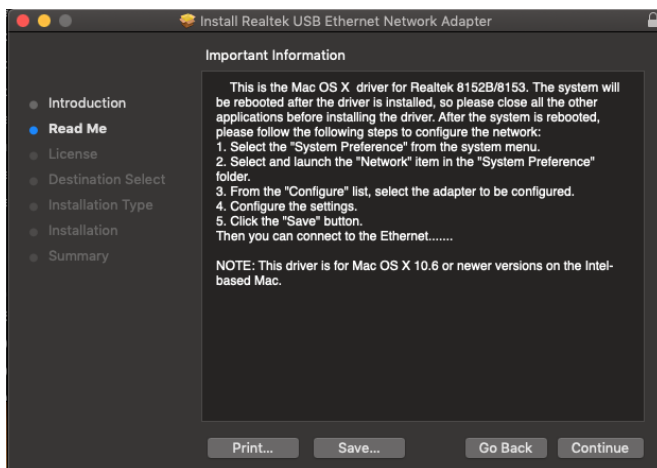 Install Realtek USB Ethernet Network Adapter
Important Information
Introduction
Read Me
License
Destination Select
Installation Type
Installation
Summary
This is the Mac OS X driver for Realtek 8152B/8153. The system will
be rebooted after the driver is installed, so please close all the other
applications before installing the driver. After the system is rebooted,
please follow the following steps to configure the network:
1. Select the "System Preference" from the system menu.
2. Select and launch the "Network" item in the "System Preference"
folder.
3. From the "Configure" list, select the adapter to be configured.
4. Configure the settings.
5. Click the "Save" button.
Then you can connect to the Ethernet.......
NOTE: This driver is for Mac OS X 10.6 or newer versions on the Intel-
based Mac.
Print...
Save...
Go Back
Continue